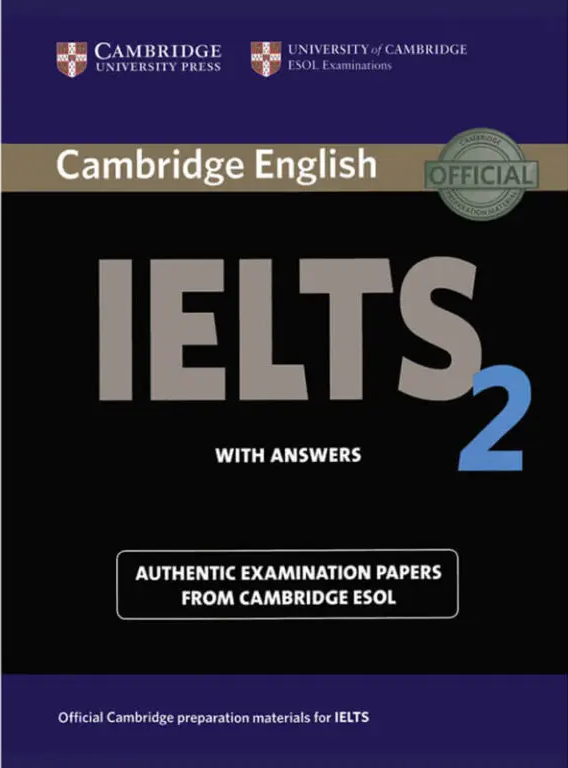 CAMBRIDGE
UNIVERSITY PRESS
UNIVERSITY of CAMBRIDGE
ESOL Examinations
Cambridge English
CAMBRIDGE
OFFICIAL
PREPARATION MATERIAL
IELTS 2
WITH ANSWERS
AUTHENTIC EXAMINATION PAPERS
FROM CAMBRIDGE ESOL
Official Cambridge preparation materials for IELTS